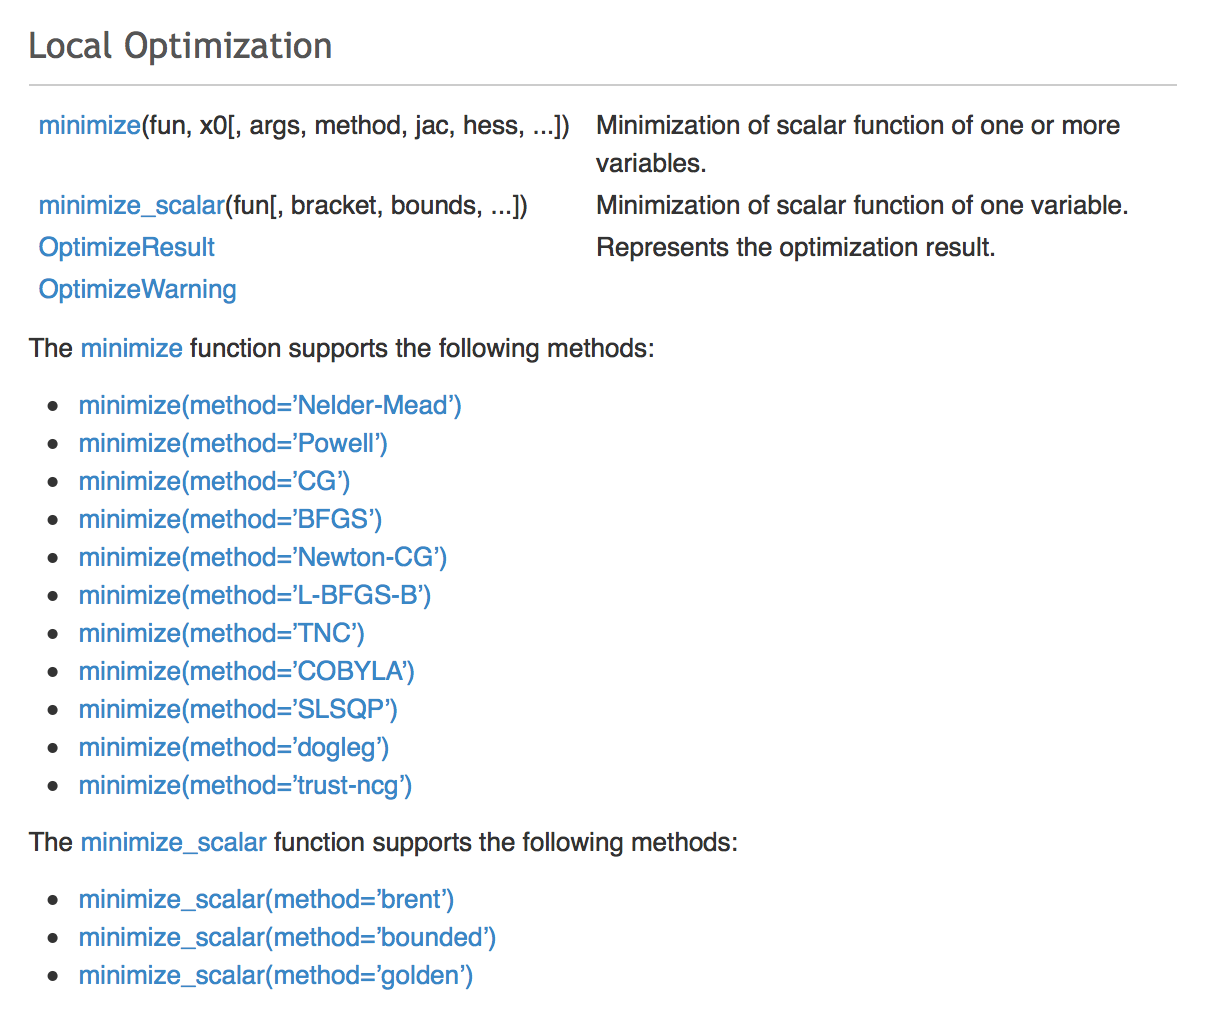 Local Optimization
minimize(fun, x0[, args, method, jac, hess, ...]) Minimization of scalar function of one or more
variables.
minimize_scalar(fun[, bracket, bounds, ...]) Minimization of scalar function of one variable.
OptimizeResult Represents the optimization result.
OptimizeWarning
The minimize function supports the following methods:
• minimize(method=’Nelder-Mead’)
• minimize(method=’Powell’)
• minimize(method=’CG’)
• minimize(method=’BFGS’)
• minimize(method=’Newton-CG’)
• minimize(method=’L-BFGS-B’)
• minimize(method=’TNC’)
• minimize(method=’COBYLA’)
• minimize(method=’SLSQP’)
• minimize(method=’dogleg’)
• minimize(method=’trust-ncg’)
The minimize_scalar function supports the following methods:
• minimize_scalar(method=’brent’)
• minimize_scalar(method=’bounded’)
• minimize_scalar(method=’golden’)